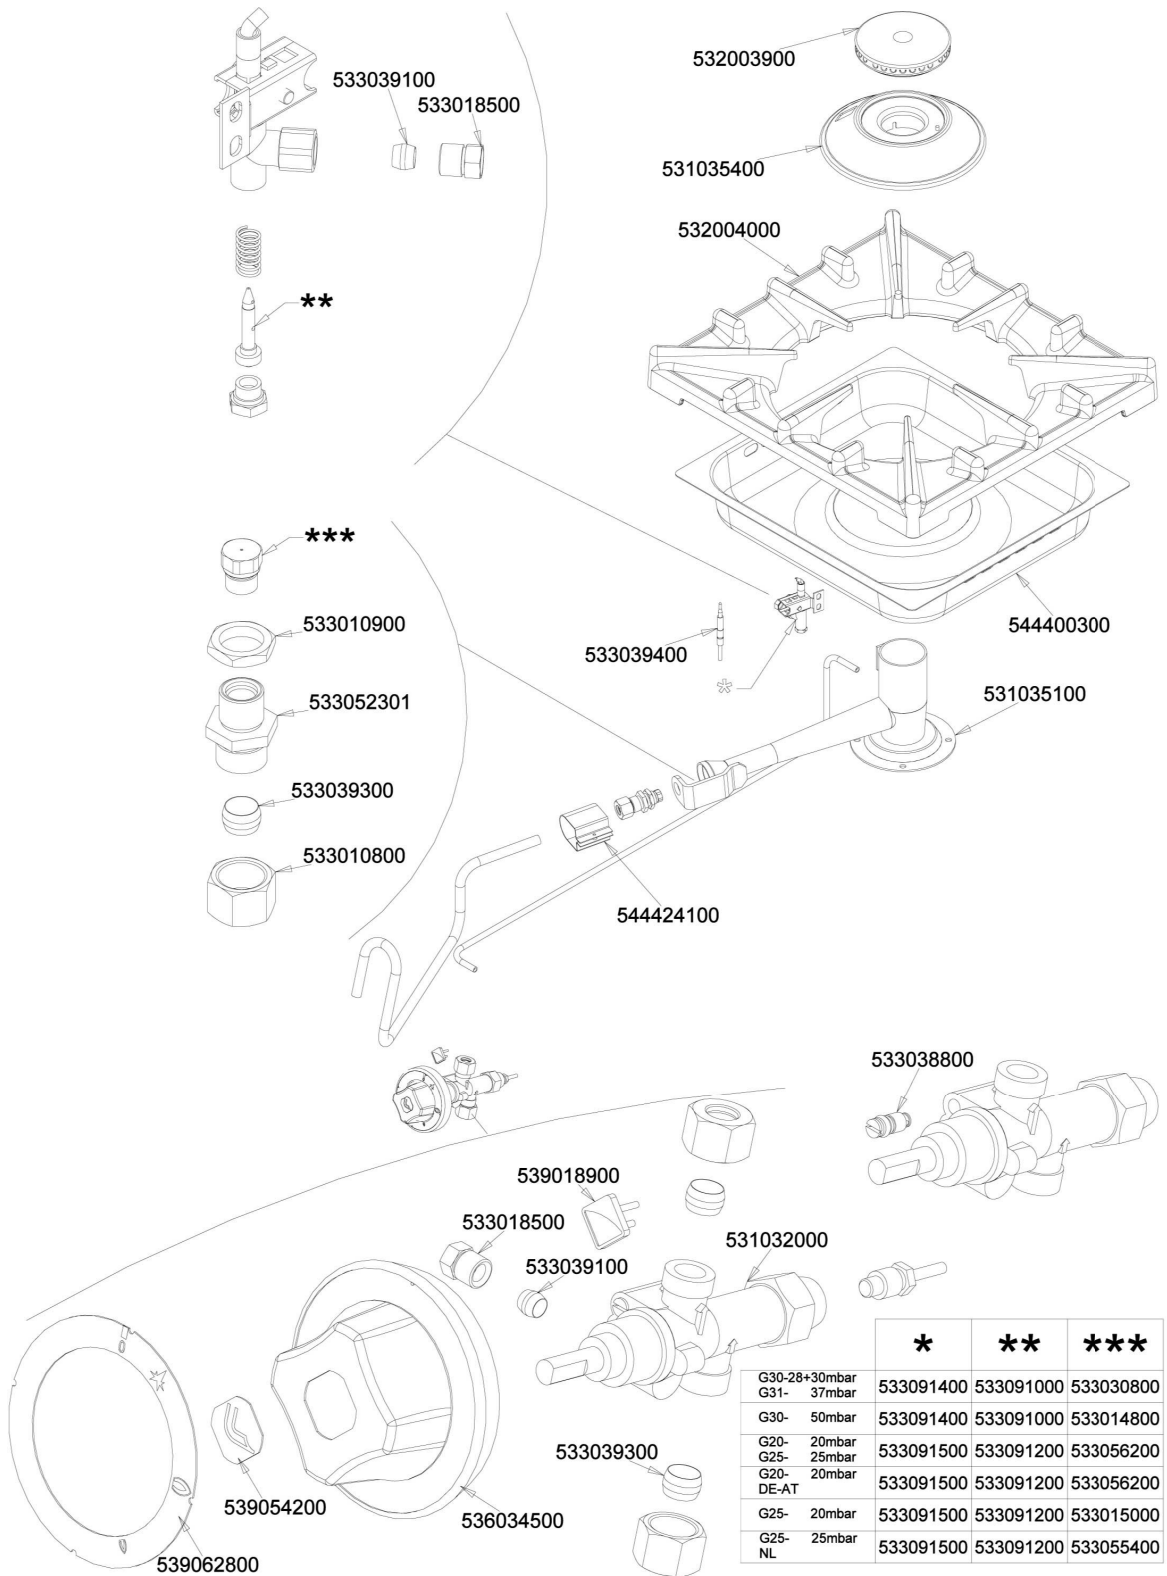 532003900
533039100
533018500
531035400
532004000
**
***
533010900
544400300
533039400
*
533052301
531035100
533039300
533010800
544424100
533038800
539018900
533018500
531032000
533039100
533039300
539054200
536034500
539062800
* ** ***
G30-28+30mbar
G31- 37mbar 533091400 533091000 533030800
G30- 50mbar 533091400 533091000 533014800
G20- 20mbar
G25- 25mbar 533091500 533091200 533056200
G20- 20mbar
DE-AT 533091500 533091200 533056200
G25- 20mbar 533091500 533091200 533015000
G25- 25mbar
NL 533091500 533091200 533055400